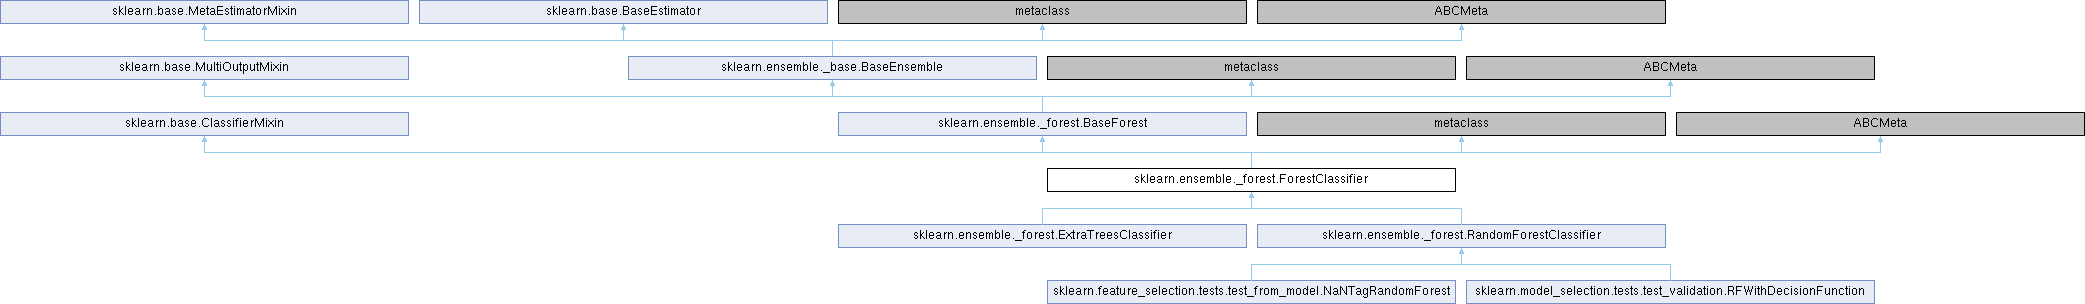 sklearn.base.MetaEstimatorMixin
sklearn.base.BaseEstimator
metaclass
ABCMeta
sklearn.base.MultiOutputMixin
sklearn.ensemble._base.BaseEnsemble
metaclass
ABCMeta
sklearn.base.ClassifierMixin
sklearn.ensemble._forest.BaseForest
metaclass
ABCMeta
sklearn.ensemble._forest.ForestClassifier
sklearn.ensemble._forest.ExtraTreesClassifier
sklearn.ensemble._forest.RandomForestClassifier
sklearn.feature_selection.tests.test_from_model.NaNTagRandomForest
sklearn.model_selection.tests.test_validation.RFWithDecisionFunction